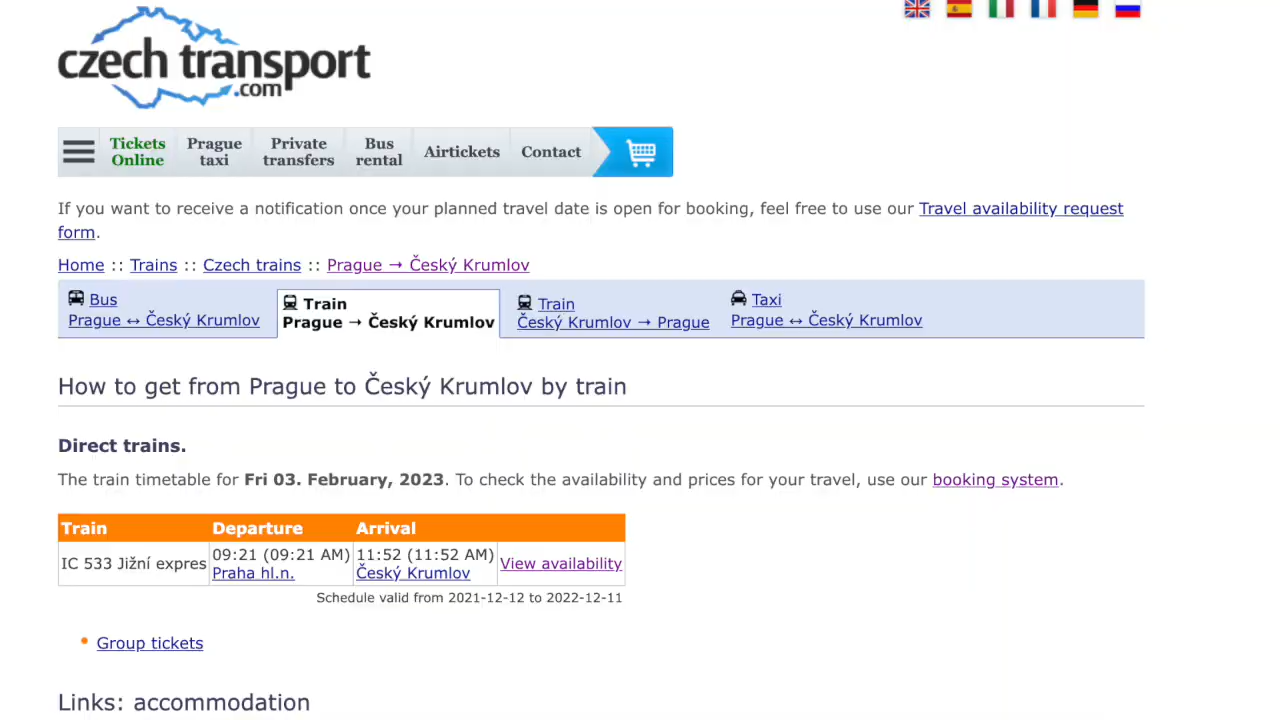 czech transport
.com
Tickets Online
Prague taxi
Private transfers
Bus rental
Airtickets
Contact
If you want to receive a notification once your planned travel date is open for booking, feel free to use our Travel availability request
form.
Home :: Trains :: Czech trains :: Prague → Český Krumlov
Bus
Prague ↔ Český Krumlov
Train
Prague → Český Krumlov
Train
Český Krumlov → Prague
Taxi
Prague ↔ Český Krumlov
How to get from Prague to Český Krumlov by train
Direct trains.
The train timetable for Fri 03. February, 2023. To check the availability and prices for your travel, use our booking system.
Train Departure Arrival
IC 533 Jižní expres
09:21 (09:21 AM)
Praha hl.n.
11:52 (11:52 AM)
Český Krumlov
View availability
Schedule valid from 2021-12-12 to 2022-12-11
• Group tickets
Links: accommodation